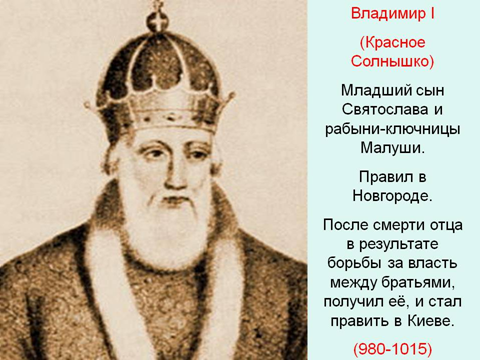 Владимир I
(Красное
Солнышко)
Младший сын
Святослава и
рабыни-ключницы
Малуши.
Правил в
Новгороде.
После смерти отца
в результате
борьбы за власть
между братьями,
получил её, и стал
править в Киеве.
(980-1015)